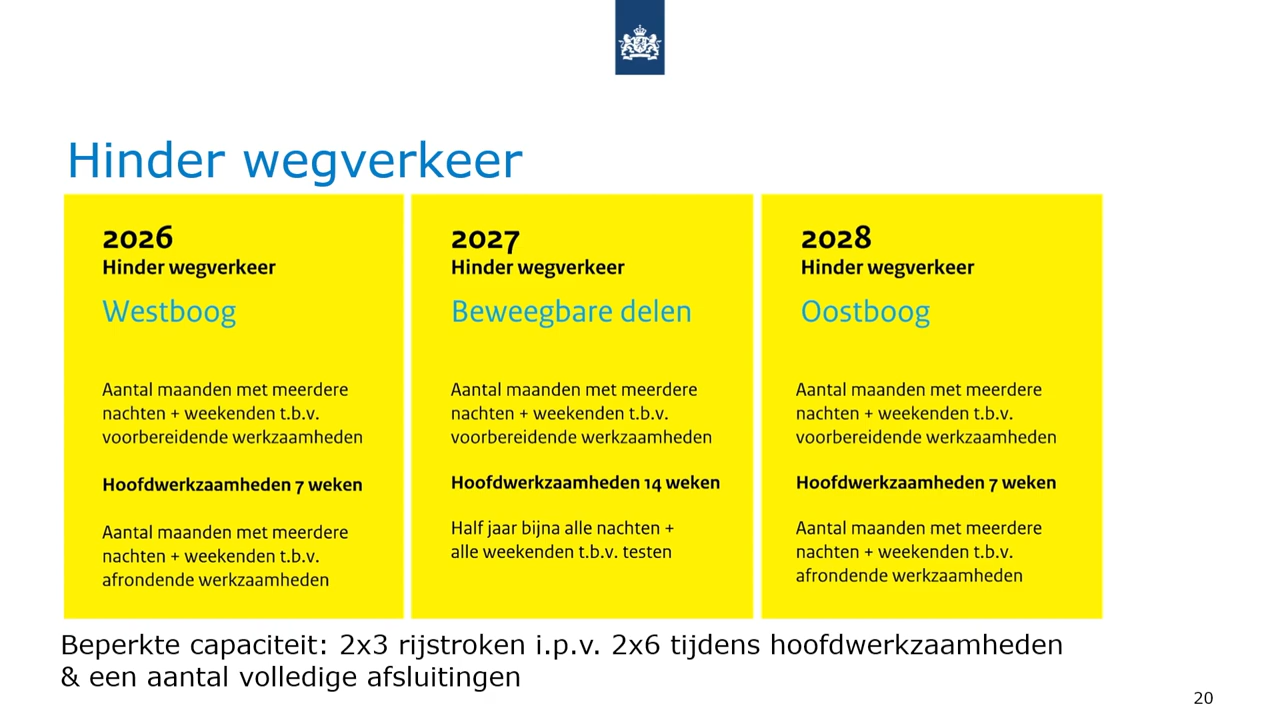 Hinder wegverkeer
2026
Hinder wegverkeer
Westboog
Aantal maanden met meerdere
nachten + weekenden t.b.v.
voorbereidende werkzaamheden
Hoofdwerkzaamheden 7 weken
Aantal maanden met meerdere
nachten + weekenden t.b.v.
afrondende werkzaamheden
2027
Hinder wegverkeer
Beweegbare delen
Aantal maanden met meerdere
nachten + weekenden t.b.v.
voorbereidende werkzaamheden
Hoofdwerkzaamheden 14 weken
Half jaar bijna alle nachten +
alle weekenden t.b.v. testen
2028
Hinder wegverkeer
Oostboog
Aantal maanden met meerdere
nachten + weekenden t.b.v.
voorbereidende werkzaamheden
Hoofdwerkzaamheden 7 weken
Aantal maanden met meerdere
nachten + weekenden t.b.v.
afrondende werkzaamheden
Beperkte capaciteit: 2x3 rijstroken i.p.v. 2x6 tijdens hoofdwerkzaamheden
& een aantal volledige afsluitingen
20